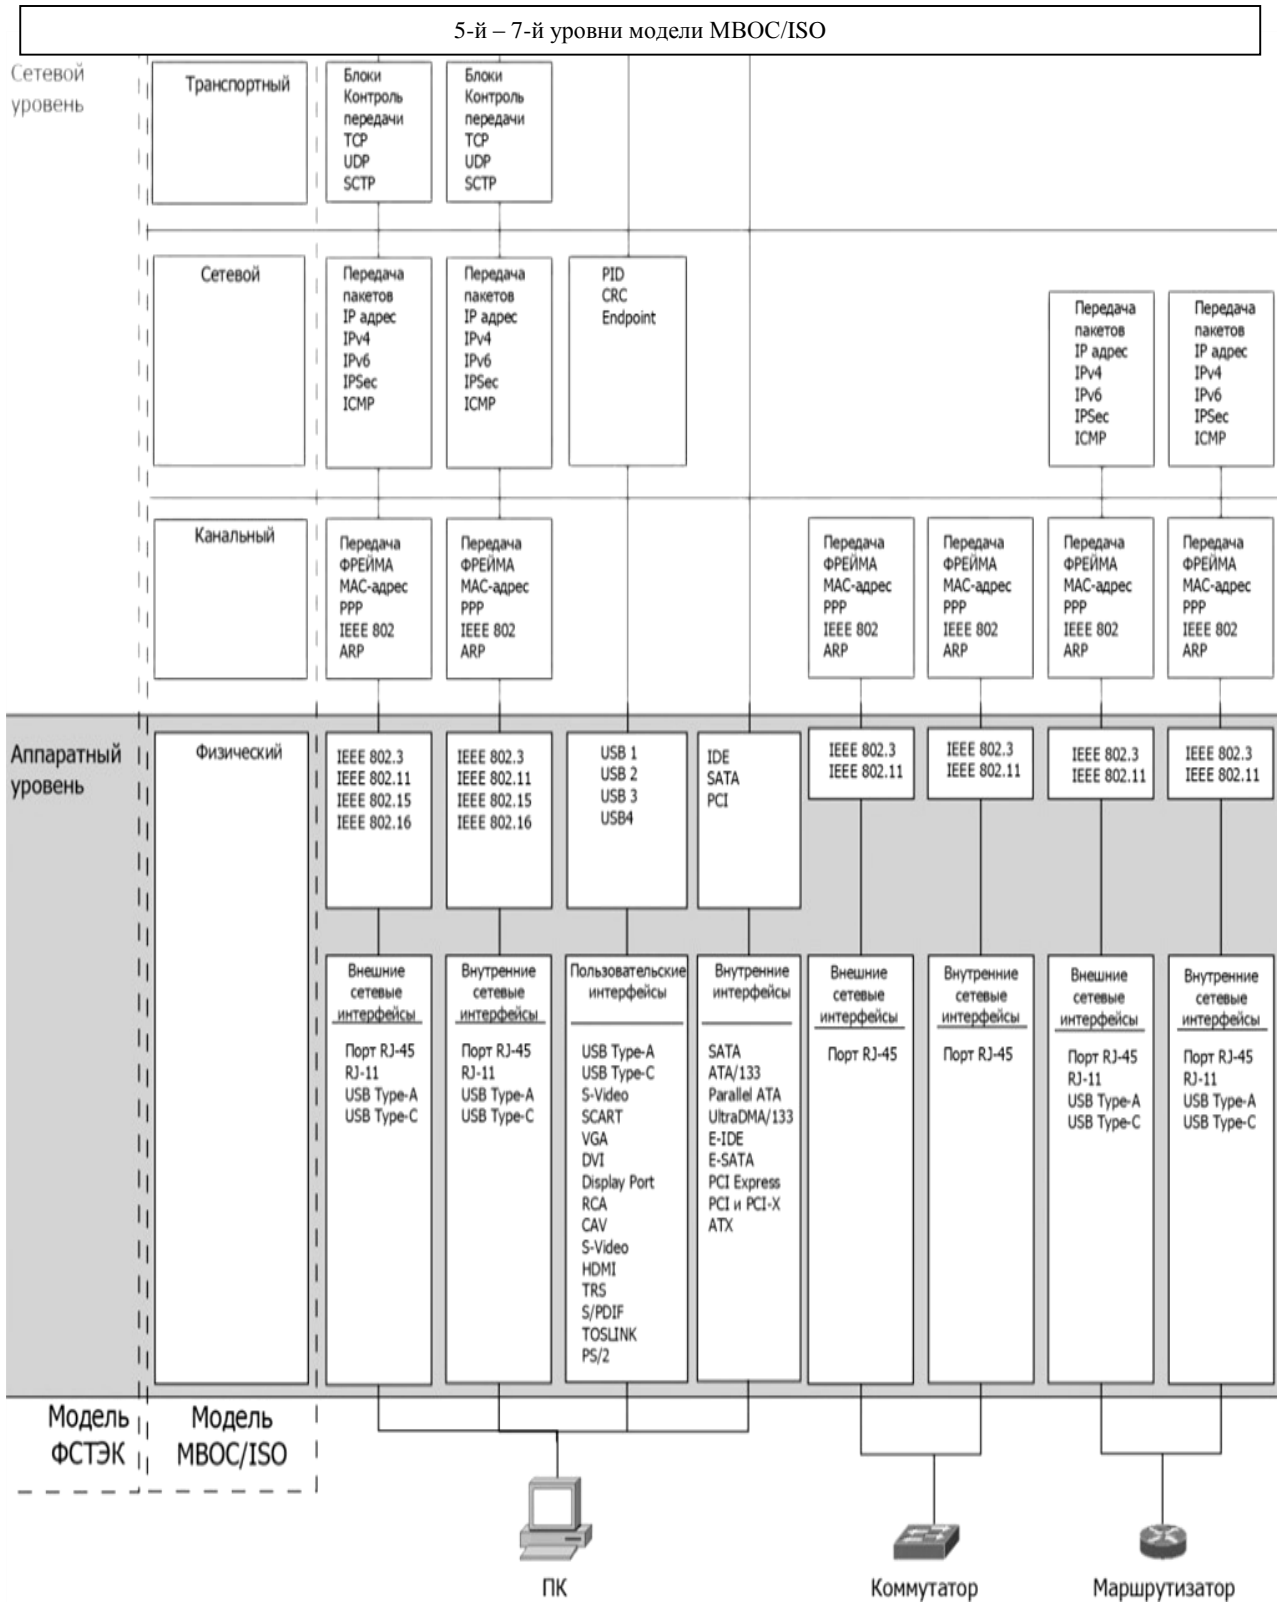 5-й – 7-й уровни модели МВОС/ISO
Сетевой
уровень
Транспортный
Блоки
Контроль
передачи
TCP
UDP
SCTP
Блоки
Контроль
передачи
TCP
UDP
SCTP
Сетевой
Передача
пакетов
IP адрес
IPv4
IPv6
IPSec
ICMP
Передача
пакетов
IP адрес
IPv4
IPv6
IPSec
ICMP
PID
CRC
Endpoint
Передача
пакетов
IP адрес
IPv4
IPv6
IPSec
ICMP
Передача
пакетов
IP адрес
IPv4
IPv6
IPSec
ICMP
Канальный
Передача
ФРЕЙМА
MAC-адрес
PPP
IEEE 802
ARP
Передача
ФРЕЙМА
MAC-адрес
PPP
IEEE 802
ARP
Передача
ФРЕЙМА
MAC-адрес
PPP
IEEE 802
ARP
Передача
ФРЕЙМА
MAC-адрес
PPP
IEEE 802
ARP
Передача
ФРЕЙМА
MAC-адрес
PPP
IEEE 802
ARP
Передача
ФРЕЙМА
MAC-адрес
PPP
IEEE 802
ARP
Аппаратный
уровень
Физический
IEEE 802.3
IEEE 802.11
IEEE 802.15
IEEE 802.16
IEEE 802.3
IEEE 802.11
IEEE 802.15
IEEE 802.16
USB 1
USB 2
USB 3
USB4
IDE
SATA
PCI
IEEE 802.3
IEEE 802.11
IEEE 802.3
IEEE 802.11
IEEE 802.3
IEEE 802.11
IEEE 802.3
IEEE 802.11
Внешние
сетевые
интерфейсы
Порт RJ-45
RJ-11
USB Type-A
USB Type-C
Внутренние
сетевые
интерфейсы
Порт RJ-45
RJ-11
USB Type-A
USB Type-C
Пользовательские
интерфейсы
USB Type-A
USB Type-C
S-Video
SCART
VGA
DVI
Display Port
RCA
CAV
S-Video
HDMI
TRS
S/PDIF
TOSLINK
PS/2
Внутренние
интерфейсы
SATA
ATA/133
Parallel ATA
UltraDMA/133
E-IDE
E-SATA
PCI Express
PCI и PCI-X
ATX
Внешние
сетевые
интерфейсы
Порт RJ-45
Внутренние
сетевые
интерфейсы
Порт RJ-45
Внешние
сетевые
интерфейсы
Порт RJ-45
RJ-11
USB Type-A
USB Type-C
Внутренние
сетевые
интерфейсы
Порт RJ-45
RJ-11
USB Type-A
USB Type-C
Модель
ФСТЭК
Модель
МВОС/ISO
ПК
Коммутатор
Маршрутизатор